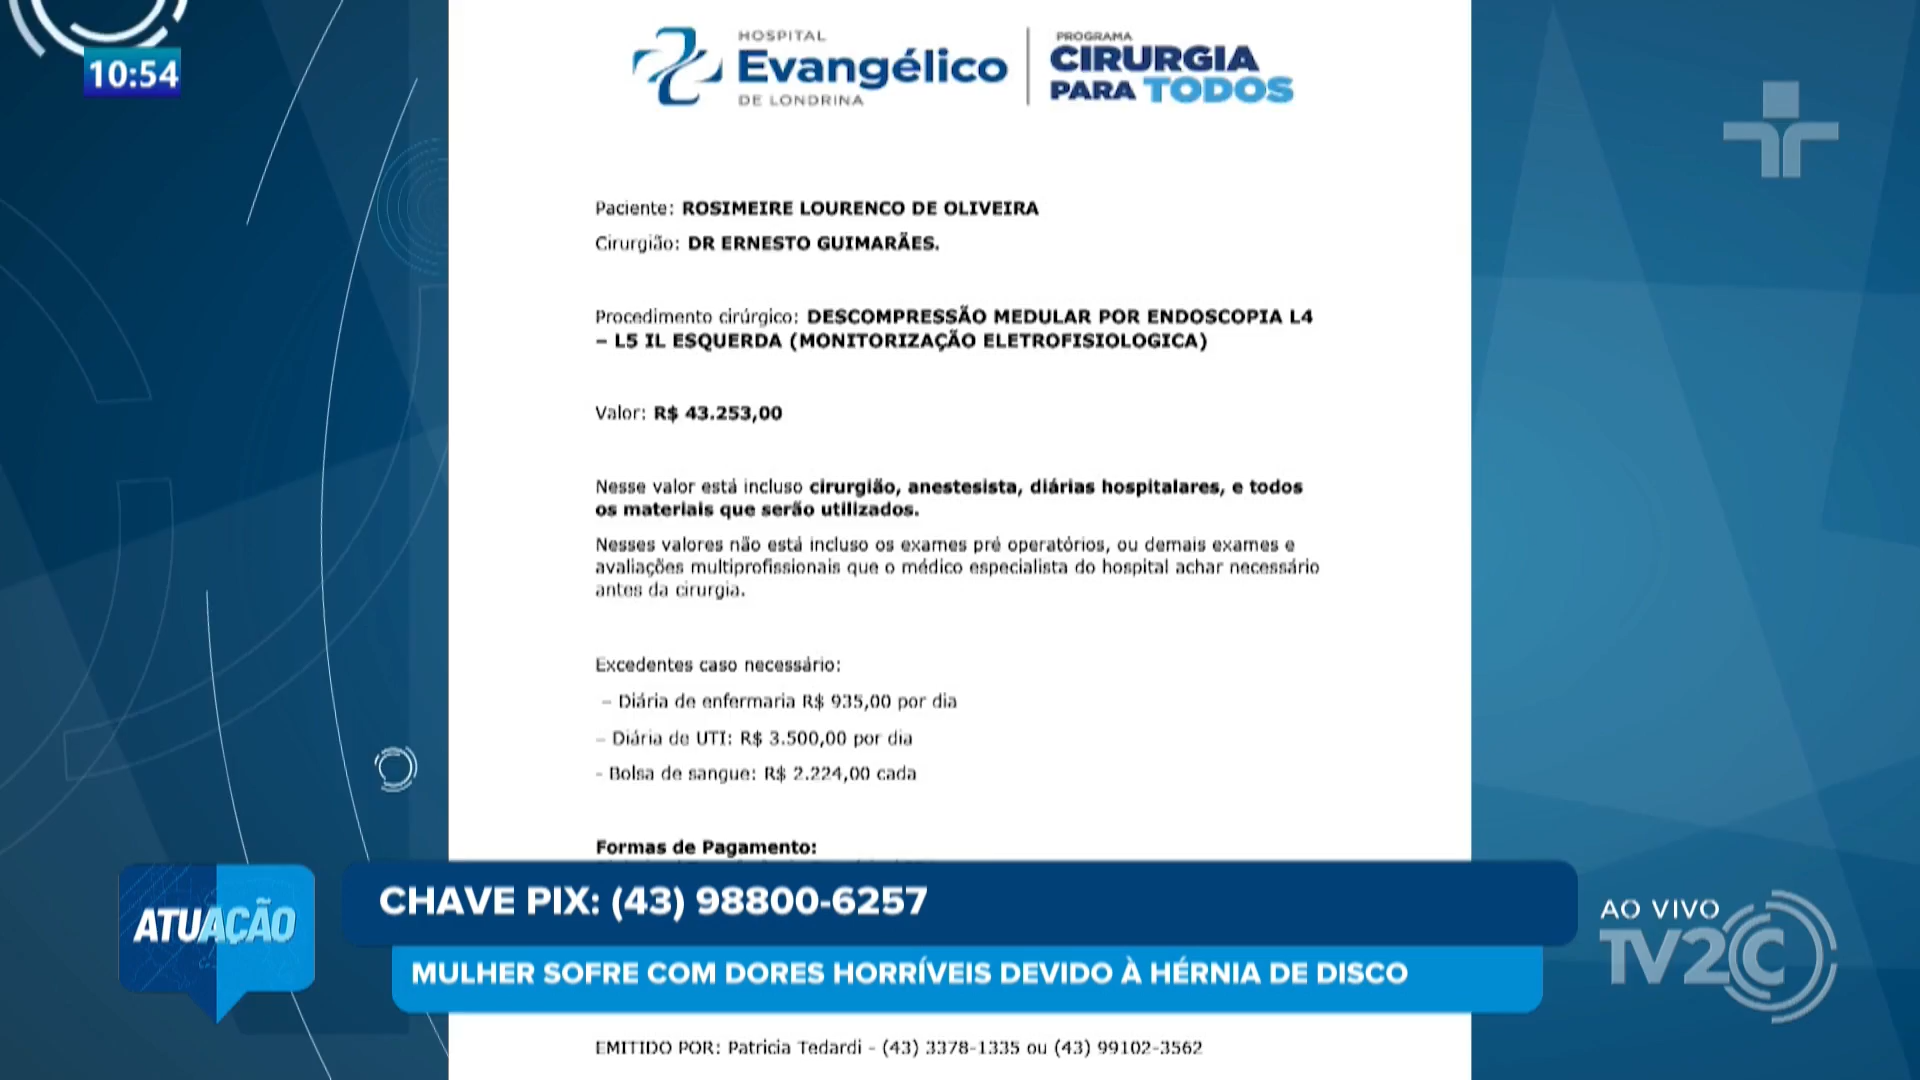 10:54
HOSPITAL
Evangélico
DE LONDRINA
PROGRAMA
CIRURGIA
PARA TODOS
Paciente: ROSIMEIRE LOURENCO DE OLIVEIRA
Cirurgião: DR ERNESTO GUIMARÃES.
Procedimento cirúrgico: DESCOMPRESSÃO MEDULAR POR ENDOSCOPIA L4
– L5 IL ESQUERDA (MONITORIZAÇÃO ELETROFISIOLOGICA)
Valor: R$ 43.253,00
Nesse valor está incluso cirurgião, anestesista, diárias hospitalares, e todos
os materiais que serão utilizados.
Nesses valores não está incluso os exames pré operatórios, ou demais exames e
avaliações multiprofissionais que o médico especialista do hospital achar necessário
antes da cirurgia.
Excedentes caso necessário:
– Diária de enfermaria R$ 935,00 por dia
– Diária de UTI: R$ 3.500,00 por dia
- Bolsa de sangue: R$ 2.224,00 cada
Formas de Pagamento:
ATUAÇÃO
CHAVE PIX: (43) 98800-6257
MULHER SOFRE COM DORES HORRÍVEIS DEVIDO À HÉRNIA DE DISCO
AO VIVO
TV2C
EMITIDO POR: Patricia Tedardi - (43) 3378-1335 ou (43) 99102-3562